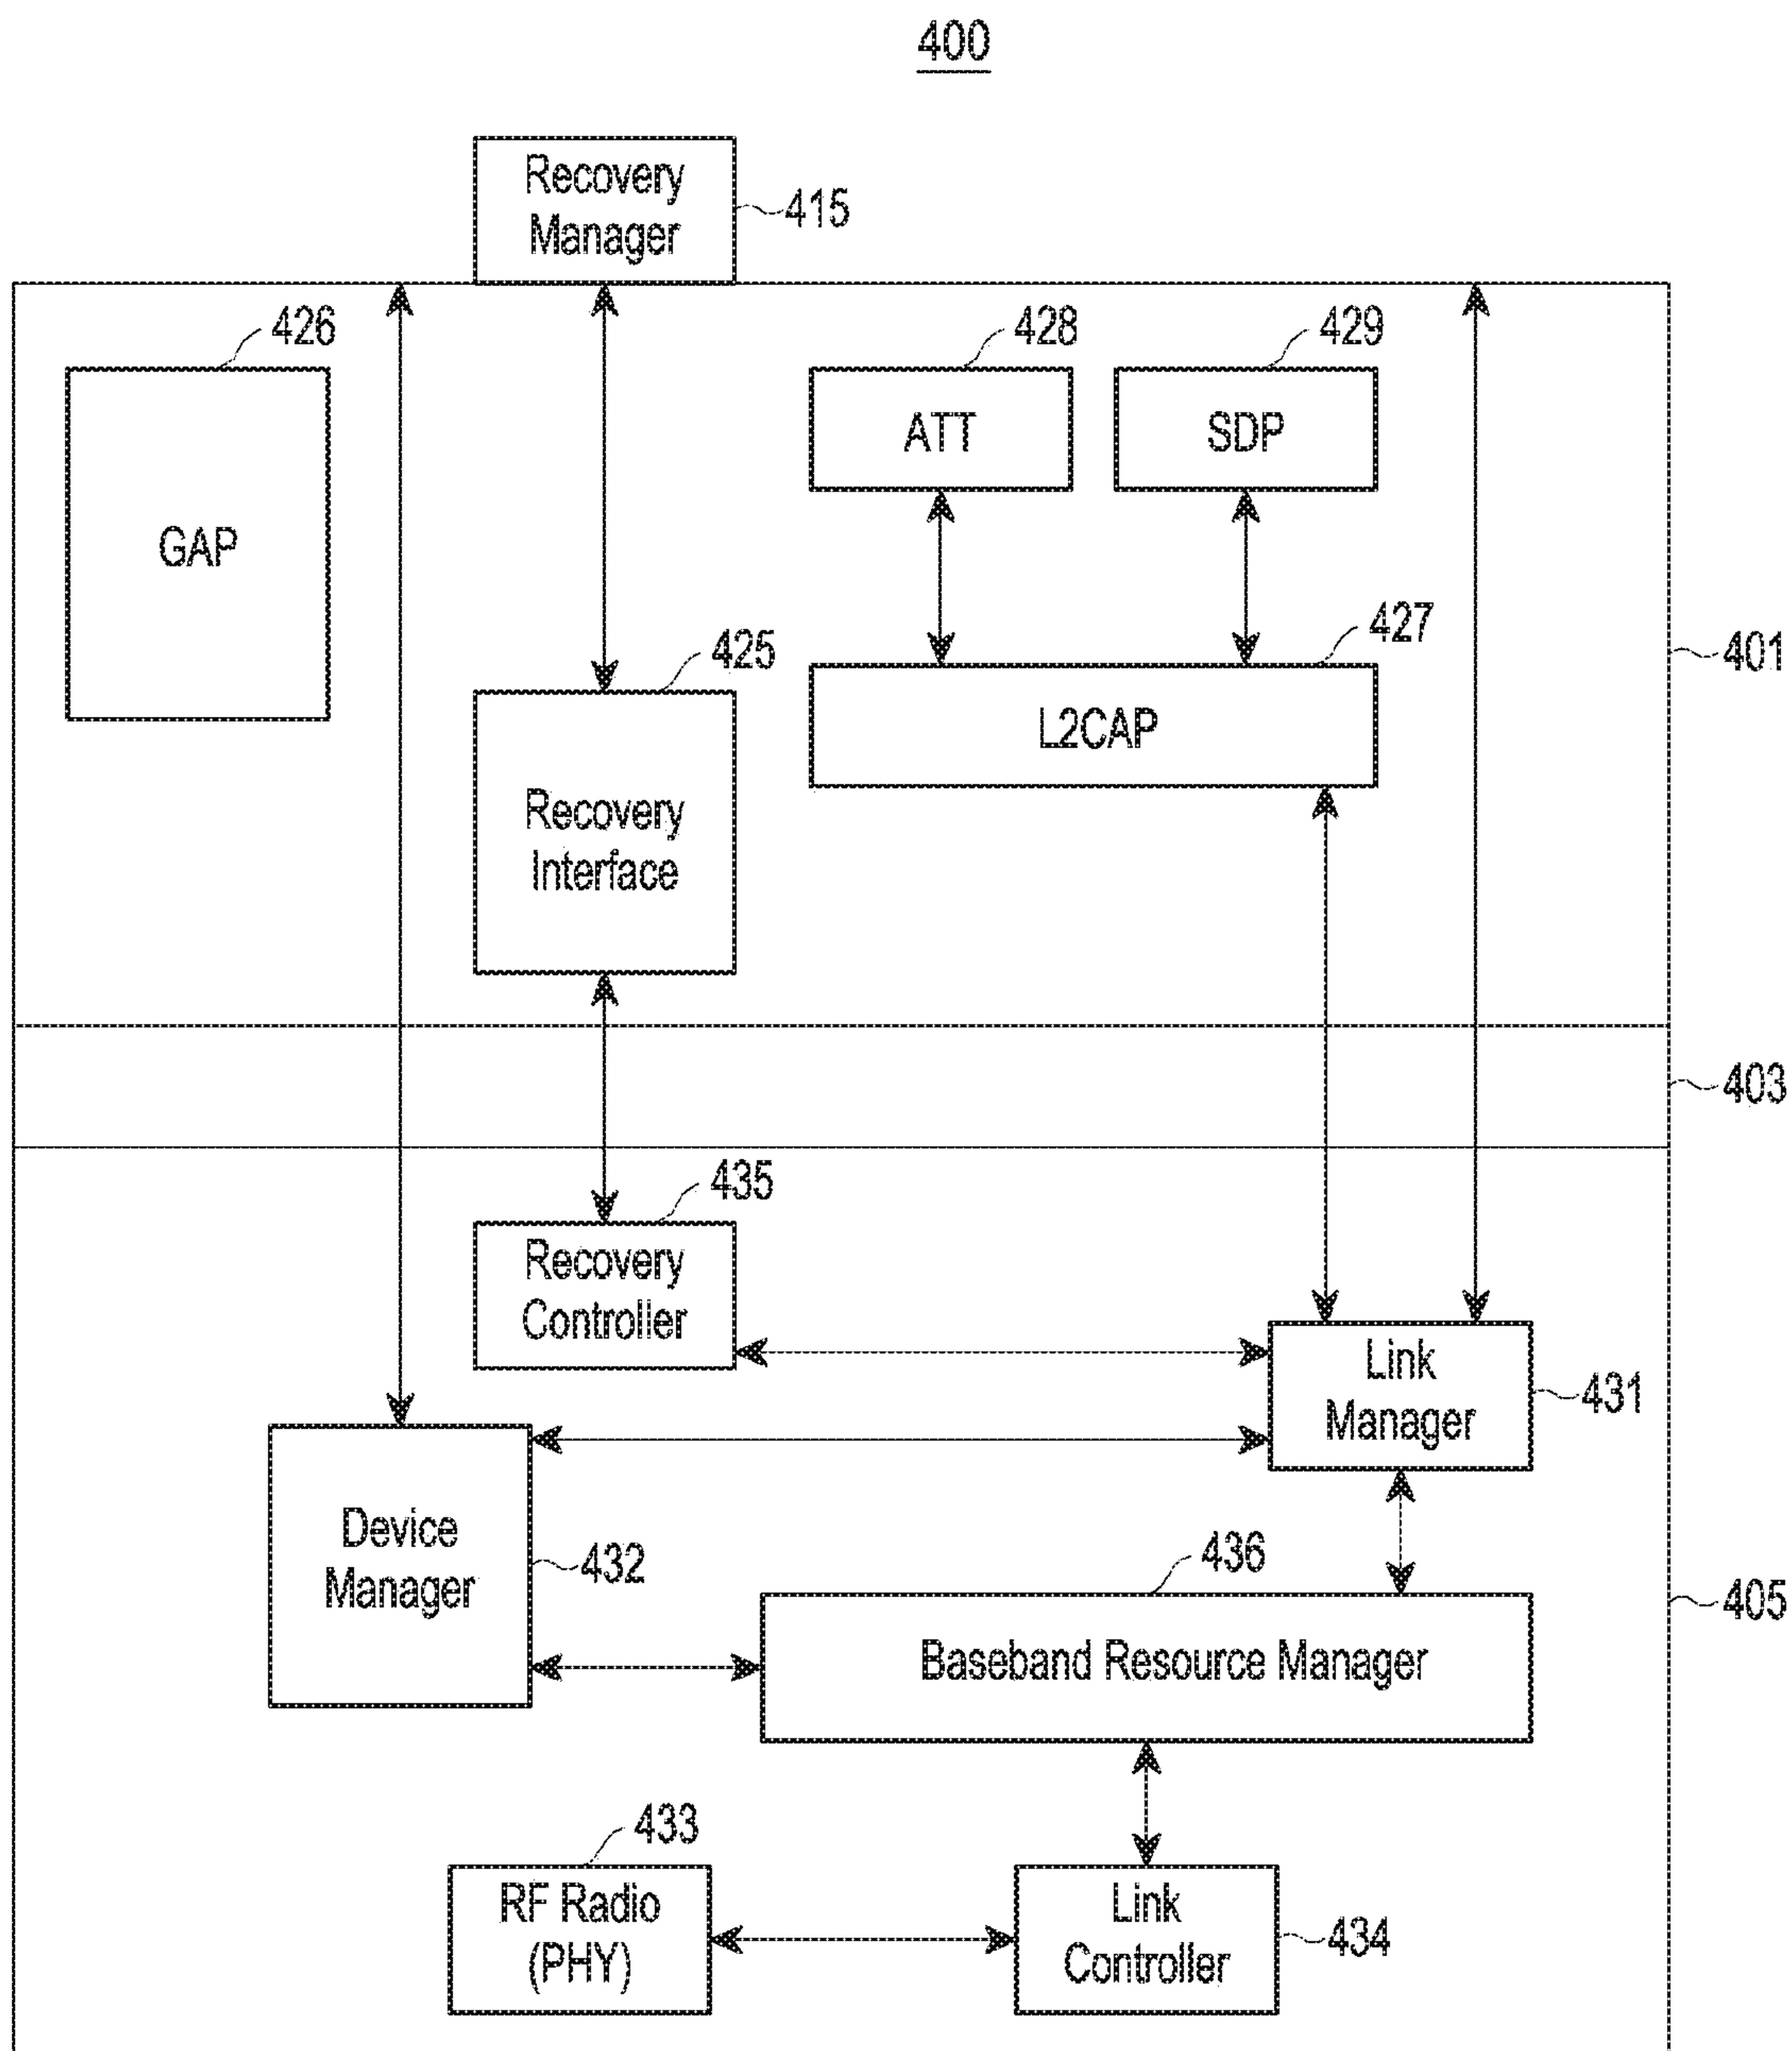 400
Recovery
Manager
415
426
428
429
GAP
ATT
SDP
425
427
401
L2CAP
Recovery
Interface
403
435
Recovery
Controller
Link
Manager
431
Device
Manager
432
436
Baseband Resource Manager
405
433
RF Radio
(PHY)
Link
Controller
434